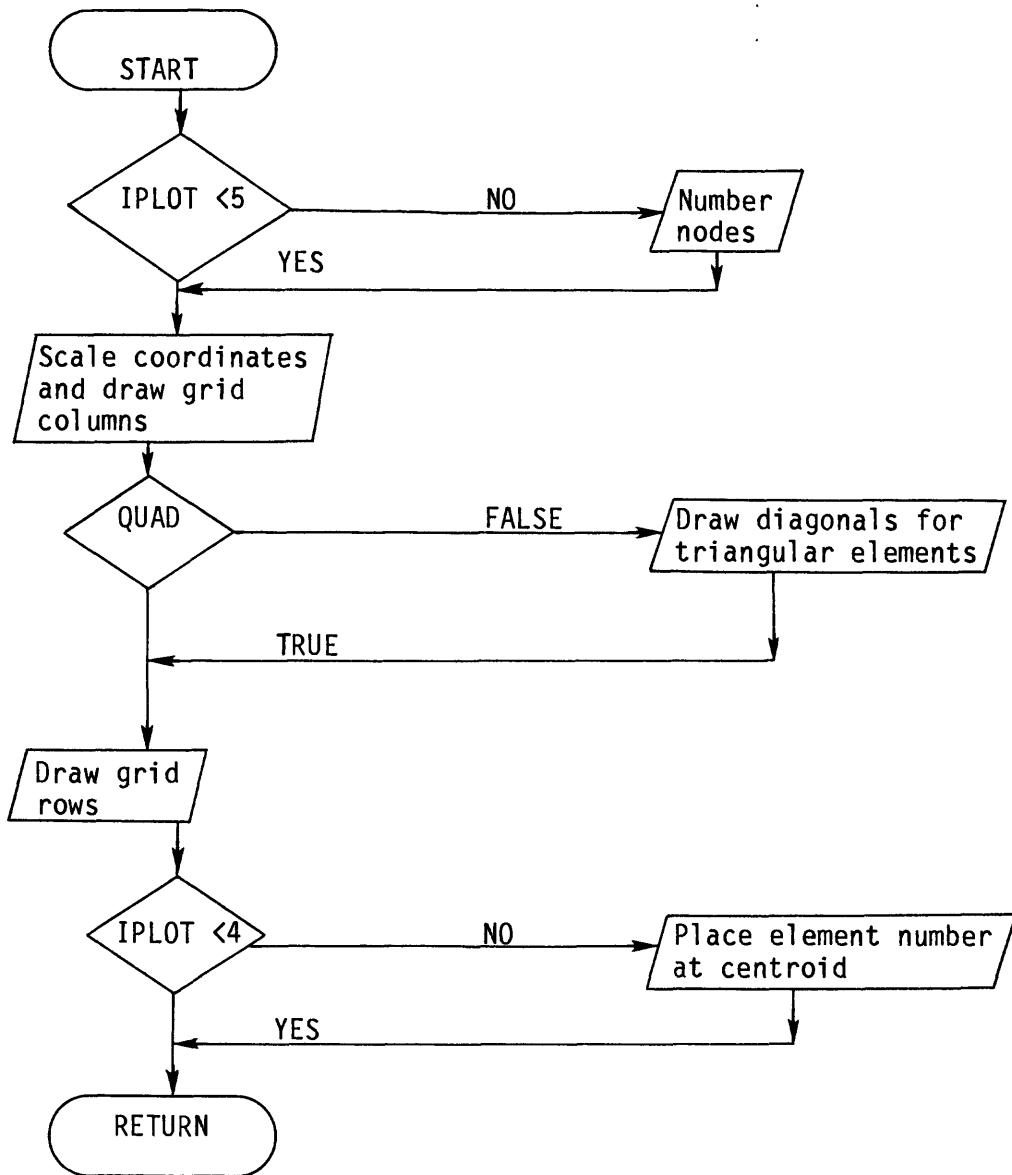 START
IPLOT <5
NO
Number
nodes
YES
Scale coordinates
and draw grid
columns
QUAD
FALSE
Draw diagonals for
triangular elements
TRUE
Draw grid
rows
IPLOT <4
NO
Place element number
at centroid
YES
RETURN